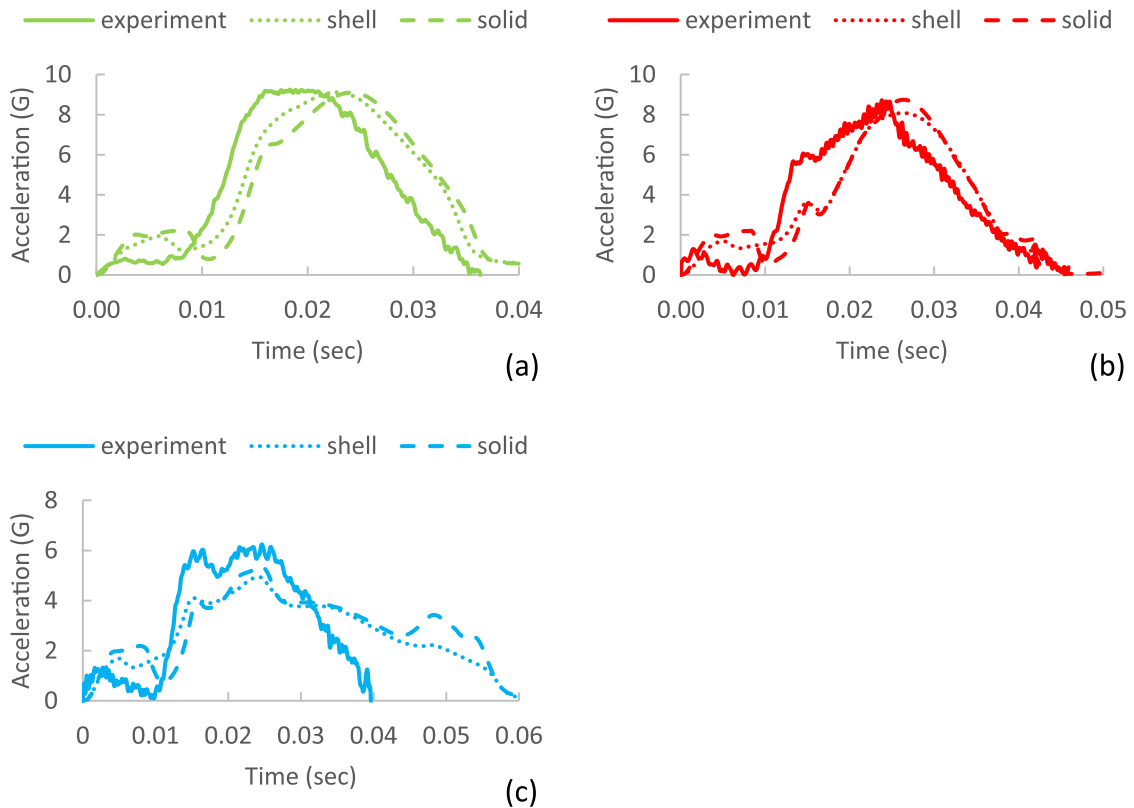 experiment shell solid
Acceleration (G)
10
8
6
4
2
0
0.00 0.01 0.02 0.03 0.04
Time (sec)
(a)
experiment shell solid
Acceleration (G)
10
8
6
4
2
0
0.00 0.01 0.02 0.03 0.04 0.05
Time (sec)
(b)
experiment shell solid
Acceleration (G)
8
6
4
2
0
0 0.01 0.02 0.03 0.04 0.05 0.06
Time (sec)
(c)